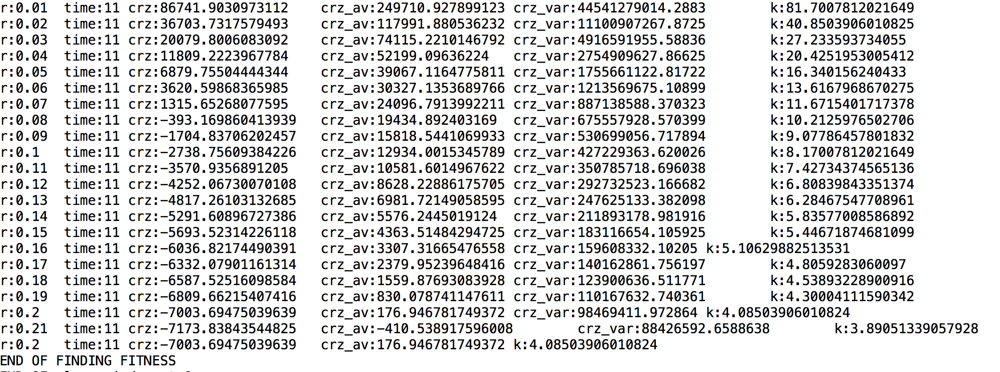 r:0.01 time:11 crz:86741.9030973112 crz_av:249710.927899123 crz_var:44541279014.2883 k:81.7007812021649
r:0.02 time:11 crz:36703.7317579493 crz_av:117991.880536232 crz_var:11100907267.8725 k:40.8503906010825
r:0.03 time:11 crz:20079.8006083092 crz_av:74115.2210146792 crz_var:4916591955.58836 k:27.233593734055
r:0.04 time:11 crz:11809.2223967784 crz_av:52199.09636224 crz_var:2754909627.86625 k:20.4251953005412
r:0.05 time:11 crz:6879.75504444344 crz_av:39067.1164775811 crz_var:1755661122.81722 k:16.340156240433
r:0.06 time:11 crz:3620.59868365985 crz_av:30327.1353689766 crz_var:1213569675.10899 k:13.6167968670275
r:0.07 time:11 crz:1315.65268077595 crz_av:24096.7913992211 crz_var:887138588.370323 k:11.6715401717378
r:0.08 time:11 crz:-393.169860413939 crz_av:19434.892403169 crz_var:675557928.570399 k:10.2125976502706
r:0.09 time:11 crz:-1704.83706202457 crz_av:15818.5441069933 crz_var:530699056.717894 k:9.07786457801832
r:0.1 time:11 crz:-2738.75609384226 crz_av:12934.0015345789 crz_var:427229363.620026 k:8.17007812021649
r:0.11 time:11 crz:-3570.9356891205 crz_av:10581.6014967622 crz_var:350785718.696038 k:7.42734374565136
r:0.12 time:11 crz:-4252.06730070108 crz_av:8628.22886175705 crz_var:292732523.166682 k:6.80839843351374
r:0.13 time:11 crz:-4817.26103132685 crz_av:6981.72149058595 crz_var:247625133.382098 k:6.28467547708961
r:0.14 time:11 crz:-5291.60896727386 crz_av:5576.2445019124 crz_var:211893178.981916 k:5.83577008586892
r:0.15 time:11 crz:-5693.52314226118 crz_av:4363.51484294725 crz_var:183116654.105925 k:5.44671874681099
r:0.16 time:11 crz:-6036.82174490391 crz_av:3307.31665476558 crz_var:159608332.10205 k:5.10629882513531
r:0.17 time:11 crz:-6332.07901161314 crz_av:2379.95239648416 crz_var:140162861.756197 k:4.8059283060097
r:0.18 time:11 crz:-6587.52516098584 crz_av:1559.87693083928 crz_var:123900636.511771 k:4.53893228900916
r:0.19 time:11 crz:-6809.66215407416 crz_av:830.078741147611 crz_var:110167632.740361 k:4.30004111590342
r:0.2 time:11 crz:-7003.69475039639 crz_av:176.946781749372 crz_var:98469411.972864 k:4.08503906010824
r:0.21 time:11 crz:-7173.83843544825 crz_av:-410.538917596008 crz_var:88426592.6588638 k:3.89051339057928
r:0.2 time:11 crz:-7003.69475039639 crz_av:176.946781749372 k:4.08503906010824
END OF FINDING FITNESS